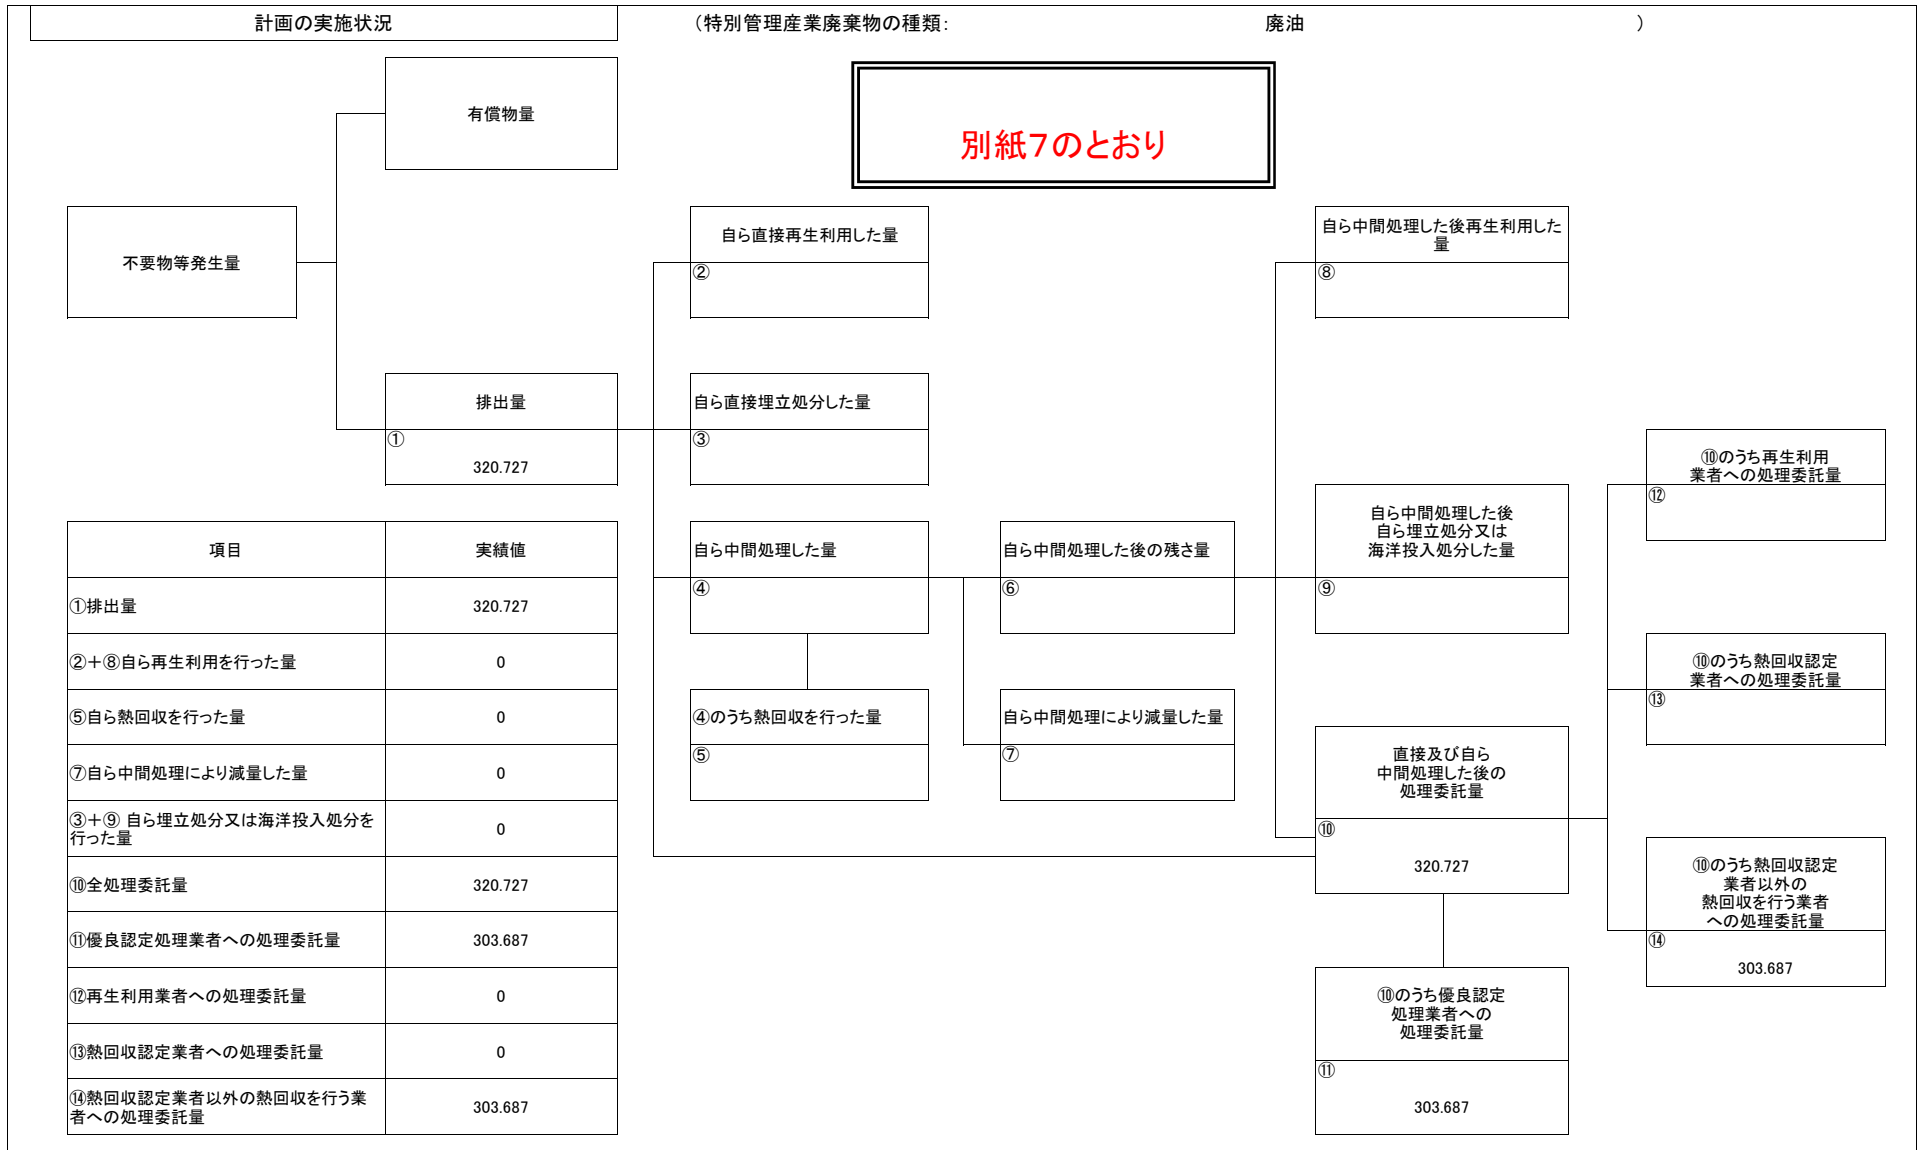 計画の実施状況
（特別管理産業廃棄物の種類： 廃油 ）
有償物量
別紙７のとおり
不要物等発生量
自ら直接再生利用した量
②
自ら中間処理した後再生利用した
量
⑧
排出量
①
320.727
自ら直接埋立処分した量
③
⑩のうち再生利用
業者への処理委託量
⑫
自ら中間処理した量
④
自ら中間処理した後の残さ量
⑥
自ら中間処理した後
自ら埋立処分又は
海洋投入処分した量
⑨
⑩のうち熱回収認定
業者への処理委託量
⑬
④のうち熱回収を行った量
⑤
自ら中間処理により減量した量
⑦
直接及び自ら
中間処理した後の
処理委託量
⑩
320.727
⑩のうち熱回収認定
業者以外の
熱回収を行う業者
への処理委託量
⑭
303.687
⑩のうち優良認定
処理業者への
処理委託量
⑪
303.687
項目 実績値
①排出量 320.727
②＋⑧自ら再生利用を行った量 0
⑤自ら熱回収を行った量 0
⑦自ら中間処理により減量した量 0
③＋⑨ 自ら埋立処分又は海洋投入処分を
行った量 0
⑩全処理委託量 320.727
⑪優良認定処理業者への処理委託量 303.687
⑫再生利用業者への処理委託量 0
⑬熱回収認定業者への処理委託量 0
⑭熱回収認定業者以外の熱回収を行う業
者への処理委託量 303.687